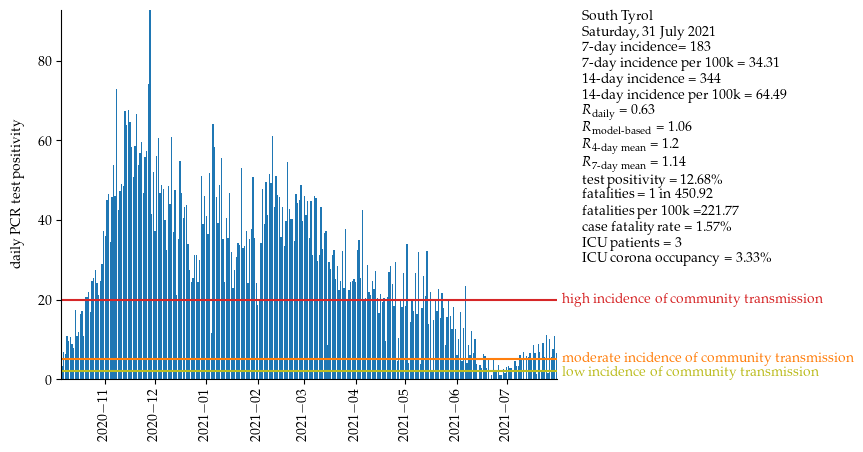 South Tyrol
Saturday, 31 July 2021
7-day incidence= 183
7-day incidence per 100k = 34.31
14-day incidence = 344
14-day incidence per 100k = 64.49
R_daily = 0.63
R_model-based = 1.06
R_4-day mean = 1.2
R_7-day mean = 1.14
test positivity = 12.68%
fatalities = 1 in 450.92
fatalities per 100k =221.77
case fatality rate = 1.57%
ICU patients = 3
ICU corona occupancy = 3.33%
daily PCR test positivity
80
60
40
20
0
high incidence of community transmission
moderate incidence of community transmission
low incidence of community transmission
2020−11
2020−12
2021−01
2021−02
2021−03
2021−04
2021−05
2021−06
2021−07